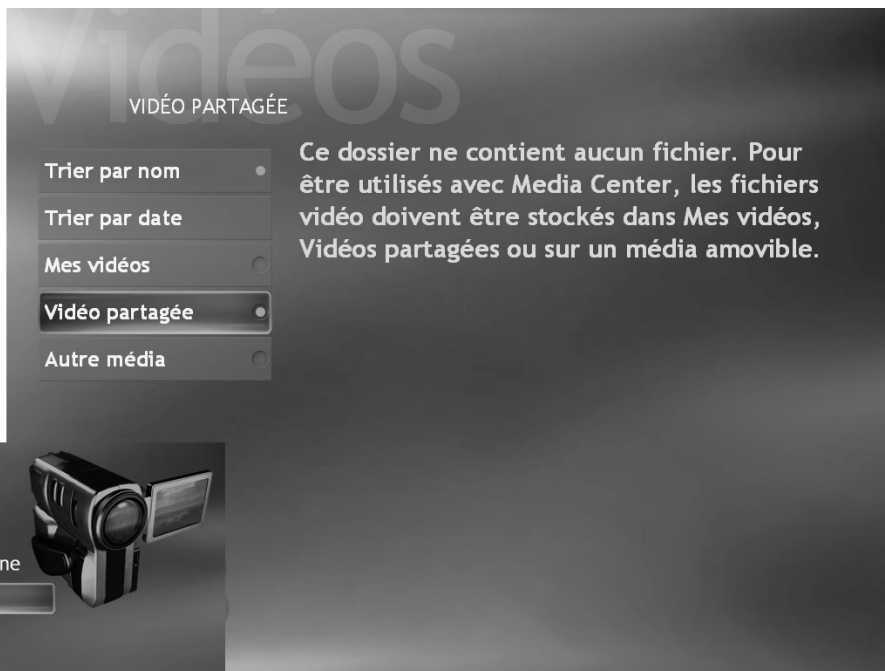 Vidéos
VIDÉO PARTAGÉE
Trier par nom
Trier par date
Mes vidéos
Vidéo partagée
Autre média
Ce dossier ne contient aucun fichier. Pour
être utilisés avec Media Center, les fichiers
vidéo doivent être stockés dans Mes vidéos,
Vidéos partagées ou sur un média amovible.
ne